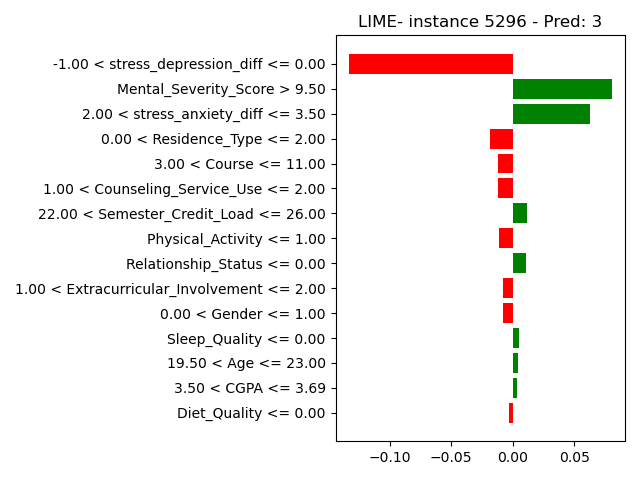 LIME- instance 5296 - Pred: 3
-1.00 < stress_depression_diff <= 0.00
Mental_Severity_Score > 9.50
2.00 < stress_anxiety_diff <= 3.50
0.00 < Residence_Type <= 2.00
3.00 < Course <= 11.00
1.00 < Counseling_Service_Use <= 2.00
22.00 < Semester_Credit_Load <= 26.00
Physical_Activity <= 1.00
Relationship_Status <= 0.00
1.00 < Extracurricular_Involvement <= 2.00
0.00 < Gender <= 1.00
Sleep_Quality <= 0.00
19.50 < Age <= 23.00
3.50 < CGPA <= 3.69
Diet_Quality <= 0.00
−0.10 −0.05 0.00 0.05